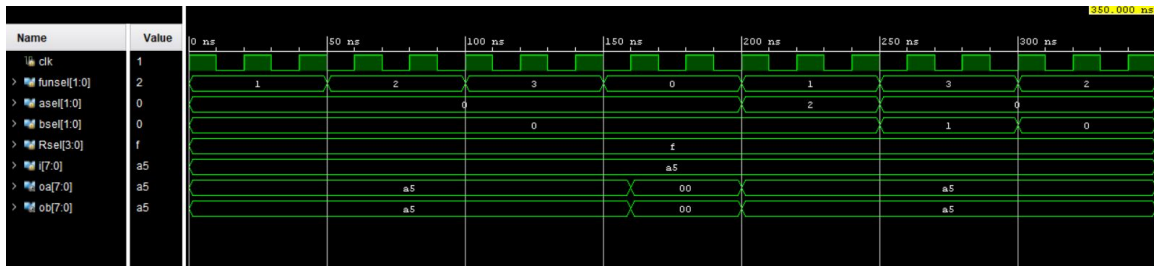 350.000 ns
Name Value 0 ns 50 ns 100 ns 150 ns 200 ns 250 ns 300 ns
clk 1
funsel[1:0] 2 1 2 3 0 1 3 2
asel[1:0] 0 0 2 0
bsel[1:0] 0 0 1 0
Rsel[3:0] f f
i[7:0] a5 a5
oa[7:0] a5 a5 00 a5
ob[7:0] a5 a5 00 a5